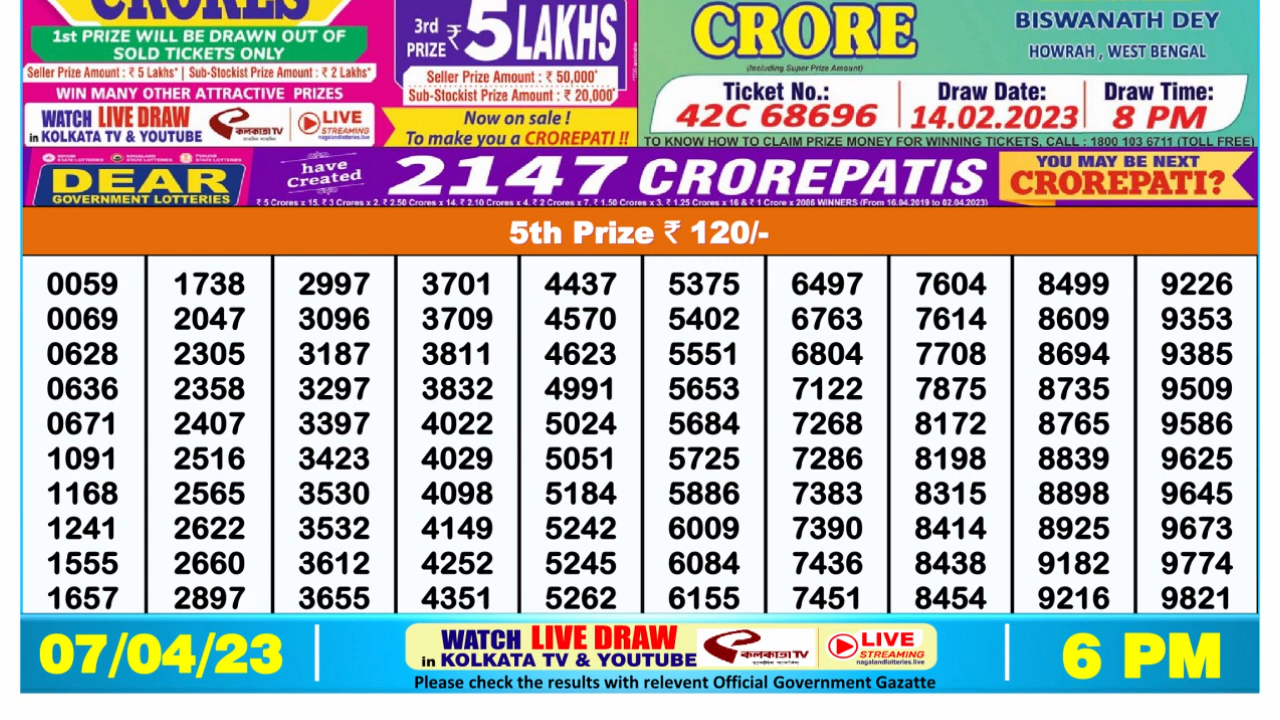 CRORES
1st PRIZE WILL BE DRAWN OUT OF
SOLD TICKETS ONLY
Seller Prize Amount : ₹ 5 Lakhs* | Sub-Stockist Prize Amount : ₹ 2 Lakhs*
WIN MANY OTHER ATTRACTIVE PRIZES
WATCH LIVE DRAW
in KOLKATA TV & YOUTUBE
কলকাতা TV
LIVE
STREAMING
nagalandlotteries.live
3rd
PRIZE ₹ 5 LAKHS
Seller Prize Amount : ₹ 50,000*
Sub-Stockist Prize Amount : ₹ 20,000*
Now on sale !
To make you a CROREPATI !!
CRORE
(Including Super Prize Amount)
BISWANATH DEY
HOWRAH , WEST BENGAL
Ticket No.: Draw Date: Draw Time:
42C 68696 14.02.2023 8 PM
TO KNOW HOW TO CLAIM PRIZE MONEY FOR WINNING TICKETS, CALL : 1800 103 6711 (TOLL FREE)
DEAR
GOVERNMENT LOTTERIES
have
Created
2147 CROREPATIS
YOU MAY BE NEXT
CROREPATI?
₹ 5 Crores x 15, ₹ 3 Crores x 2, ₹ 2.50 Crores x 14, ₹ 2.10 Crores x 4, ₹ 2 Crores x 7, ₹ 1.50 Crores x 3, ₹ 1.25 Crores x 16 & ₹ 1 Crore x 2086 WINNERS (From 16.04.2019 to 02.04.2023)
5th Prize ₹ 120/-
0059 1738 2997 3701 4437 5375 6497 7604 8499 9226
0069 2047 3096 3709 4570 5402 6763 7614 8609 9353
0628 2305 3187 3811 4623 5551 6804 7708 8694 9385
0636 2358 3297 3832 4991 5653 7122 7875 8735 9509
0671 2407 3397 4022 5024 5684 7268 8172 8765 9586
1091 2516 3423 4029 5051 5725 7286 8198 8839 9625
1168 2565 3530 4098 5184 5886 7383 8315 8898 9645
1241 2622 3532 4149 5242 6009 7390 8414 8925 9673
1555 2660 3612 4252 5245 6084 7436 8438 9182 9774
1657 2897 3655 4351 5262 6155 7451 8454 9216 9821
07/04/23
WATCH LIVE DRAW
in KOLKATA TV & YOUTUBE
কলকাতা TV
LIVE
STREAMING
nagalandlotteries.live
Please check the results with relevent Official Government Gazatte
6 PM